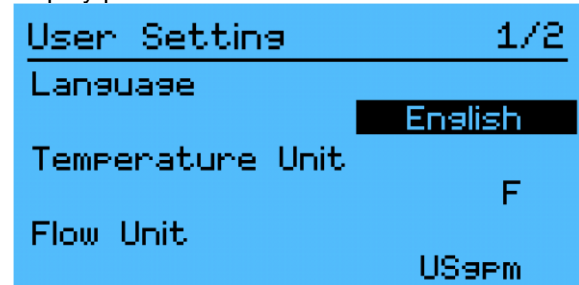 User Setting 1/2
Language
English
Temperature Unit
F
Flow Unit
USgpm